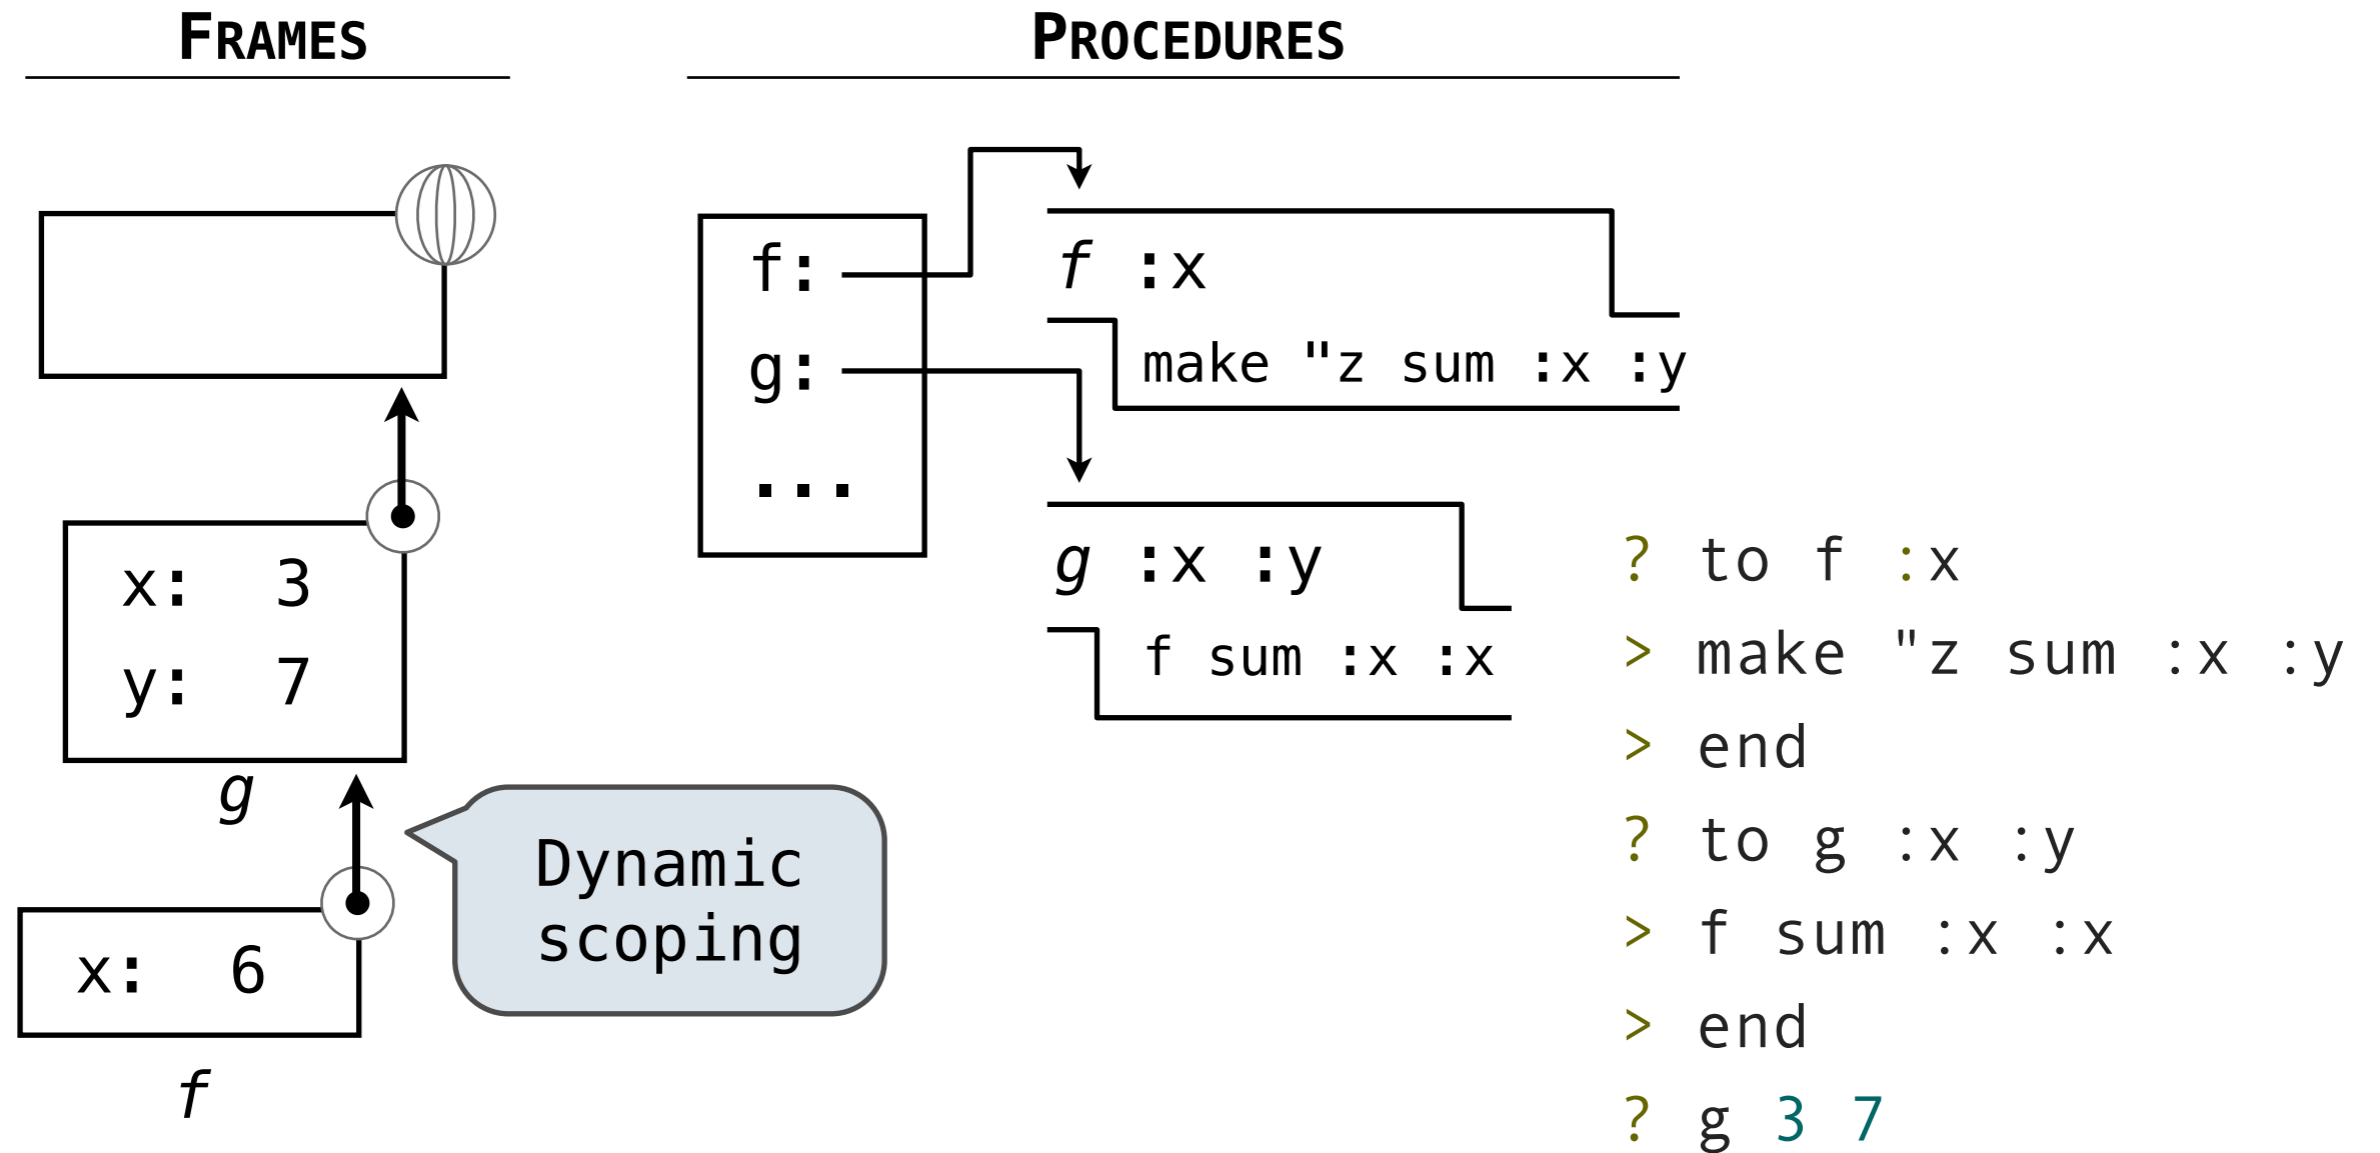 FRAMES
PROCEDURES
f:
g:
...
f :x
make "z sum :x :y
g :x :y
f sum :x :x
x: 3
y: 7
g
x: 6
f
Dynamic
scoping
? to f :x
> make "z sum :x :y
> end
? to g :x :y
> f sum :x :x
> end
? g 3 7